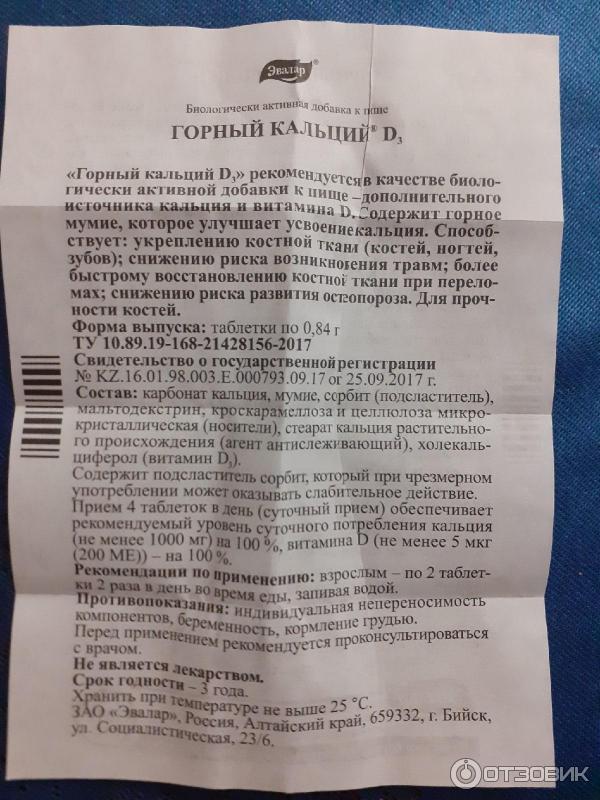 Эвалар®
Биологически активная добавка к пище
ГОРНЫЙ КАЛЬЦИЙ® D₃
«Горный кальций D₃» рекомендуется в качестве биоло-
гически активной добавки к пище –дополнительного
источника кальция и витамина D. Содержит горное
мумие, которое улучшает усвоение кальция. Способ-
ствует: укреплению костной ткани (костей, ногтей,
зубов); снижению риска возникновения травм; более
быстрому восстановлению костной ткани при перело-
мах; снижению риска развития остеопороза. Для проч-
ности костей.
Форма выпуска: таблетки по 0,84 г
ТУ 10.89.19-168-21428156-2017
Свидетельство о государственной регистрации
№ KZ.16.01.98.003.E.000793.09.17 от 25.09.2017 г.
Состав: карбонат кальция, мумие, сорбит (подсластитель),
мальтодекстрин, кроскарамеллоза и целлюлоза микро-
кристаллическая (носители), стеарат кальция растительно-
го происхождения (агент антислеживающий), холекаль-
циферол (витамин D₃).
Содержит подсластитель сорбит, который при чрезмерном
употреблении может оказывать слабительное действие.
Прием 4 таблеток в день (суточный прием) обеспечивает
рекомендуемый уровень суточного потребления кальция
(не менее 1000 мг) на 100 %, витамина D (не менее 5 мкг
(200 МЕ)) – на 100 %.
Рекомендации по применению: взрослым – по 2 таблет-
ки 2 раза в день во время еды, запивая водой.
Противопоказания: индивидуальная непереносимость
компонентов, беременность, кормление грудью.
Перед применением рекомендуется проконсультироваться
с врачом.
Не является лекарством.
Срок годности – 3 года.
Хранить при температуре не выше 25 °С.
ЗАО «Эвалар», Россия, Алтайский край, 659332, г. Бийск,
ул. Социалистическая, 23/6.
ОТЗОВИК